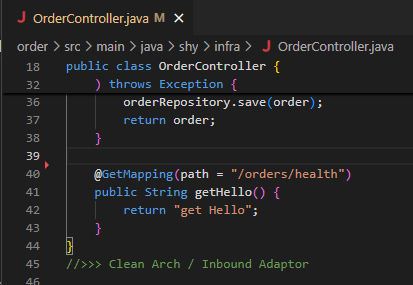 J OrderController.java M ×
order > src > main > java > shy > infra > J OrderController.java
18 public class OrderController {
32 ) throws Exception {
36 orderRepository.save(order);
37 return order;
38 }
39
40 @GetMapping(path = "/orders/health")
41 public String getHello() {
42 return "get Hello";
43 }
44 }
45 //>>> Clean Arch / Inbound Adaptor
46